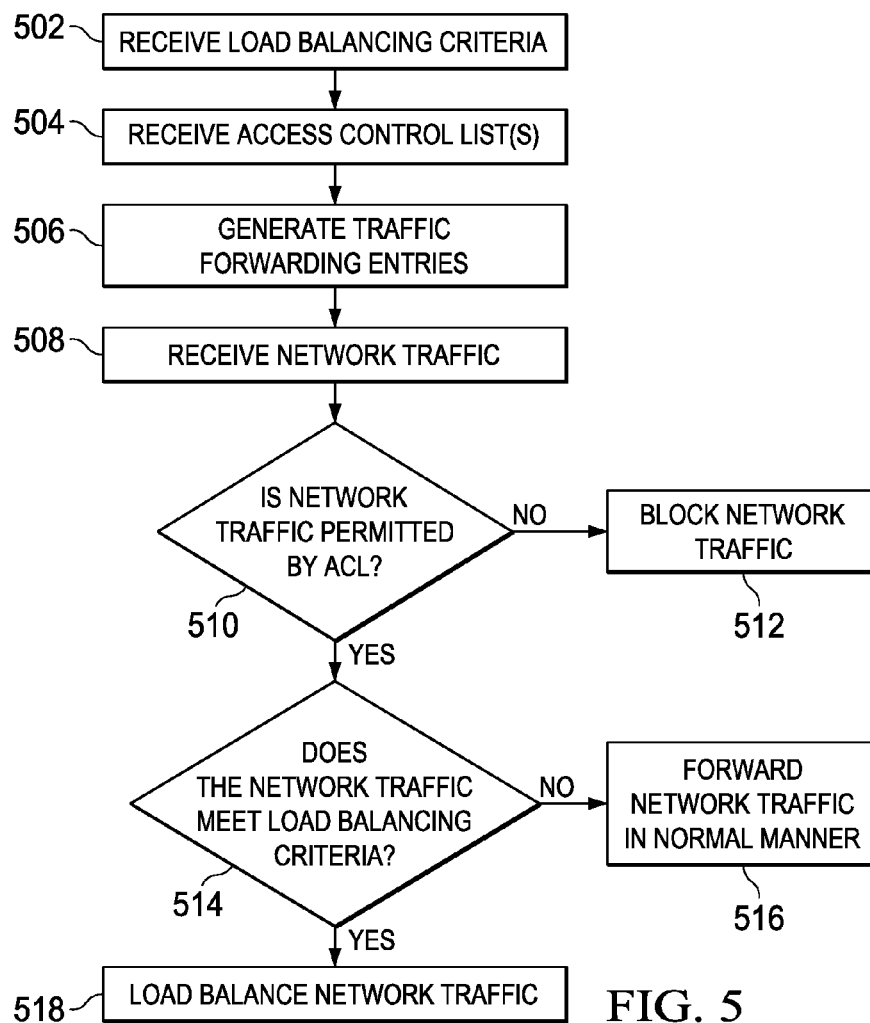 502
RECEIVE LOAD BALANCING CRITERIA
504
RECEIVE ACCESS CONTROL LIST(S)
506
GENERATE TRAFFIC
FORWARDING ENTRIES
508
RECEIVE NETWORK TRAFFIC
IS NETWORK
TRAFFIC PERMITTED
BY ACL?
510
NO
BLOCK NETWORK
TRAFFIC
512
YES
DOES
THE NETWORK TRAFFIC
MEET LOAD BALANCING
CRITERIA?
514
NO
FORWARD
NETWORK TRAFFIC
IN NORMAL MANNER
516
YES
518
LOAD BALANCE NETWORK TRAFFIC
FIG. 5